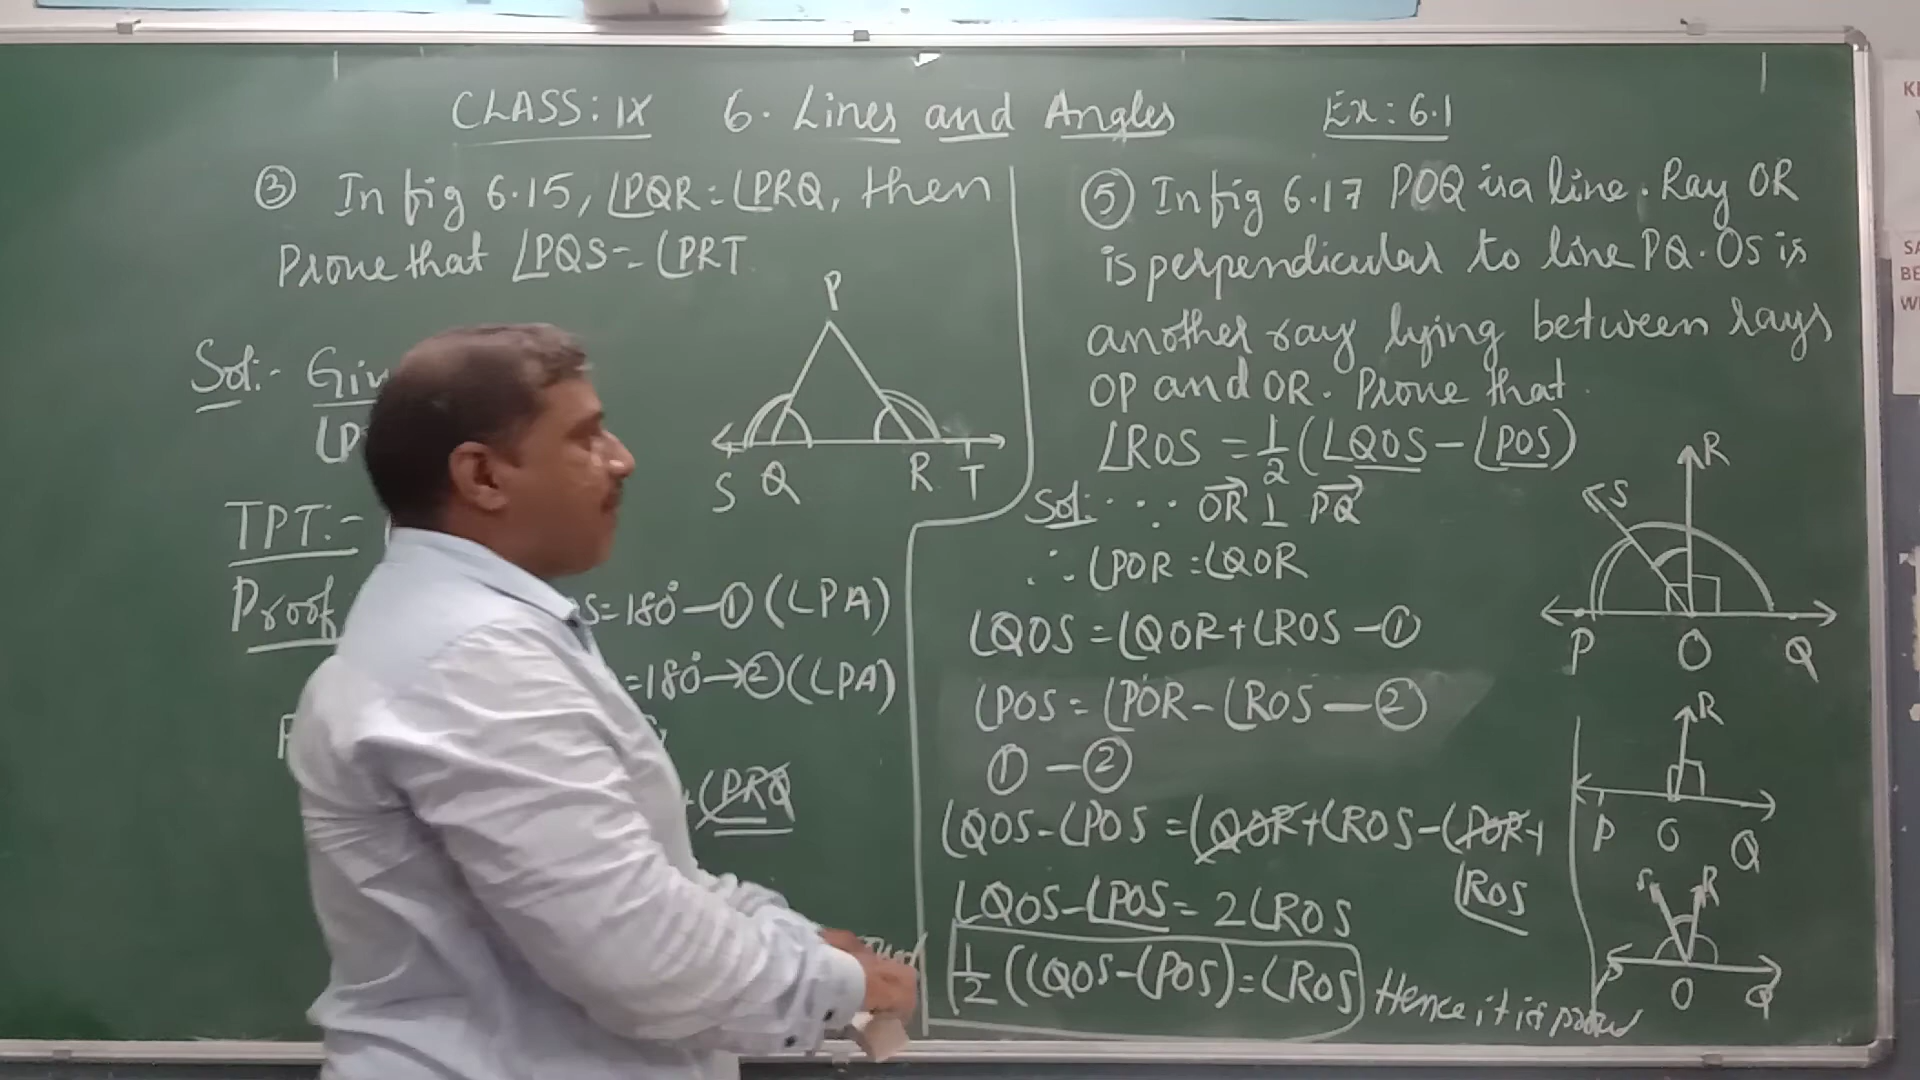 CLASS: IX 6. Lines and Angles Ex: 6.1
③ In fig 6.15, ∠PQR = ∠PRQ, then
Prove that ∠PQS = ∠PRT
P
S Q R T
Sol:-
TPT:-
Proof
S = 180° — ① (LPA)
= 180° → ② (LPA)
+ ∠PRQ
⑤ In fig 6.17 POQ is a line. Ray OR
is perpendicular to line PQ. OS is
another ray lying between rays
OP and OR. Prove that
∠ROS = 1/2 (∠QOS - ∠POS)
Sol: ∵ OR ⊥ PQ
∴ ∠POR = ∠QOR
∠QOS = ∠QOR + ∠ROS — ①
∠POS = ∠POR - ∠ROS — ②
① — ②
∠QOS - ∠POS = ∠QOR + ∠ROS - ∠POR +
∠ROS
∠QOS - ∠POS = 2∠ROS
1/2 (∠QOS - ∠POS) = ∠ROS Hence it is
S R
P O Q
R
P O Q
S R
O Q